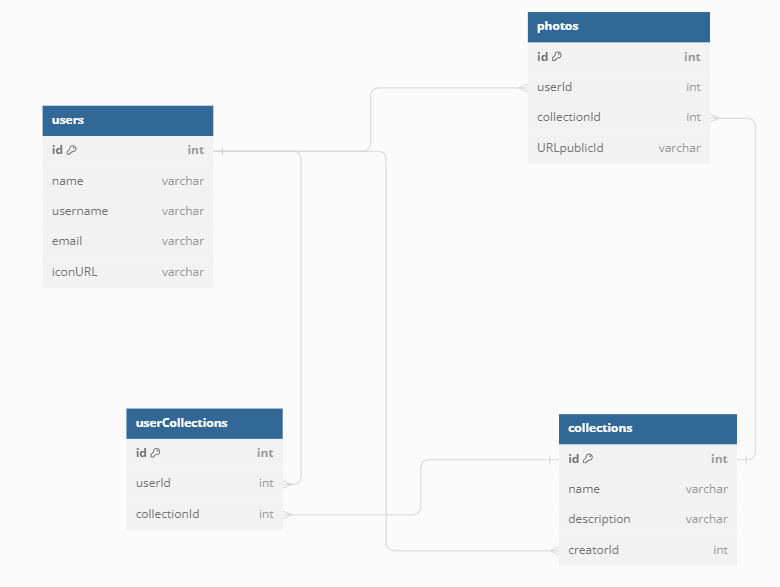 photos
id int
userId int
collectionId int
URLpublicId varchar
users
id int
name varchar
username varchar
email varchar
iconURL varchar
userCollections
id int
userId int
collectionId int
collections
id int
name varchar
description varchar
creatorId int